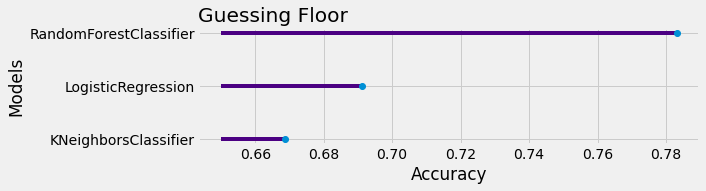 Guessing Floor
RandomForestClassifier
LogisticRegression
KNeighborsClassifier
Models
0.66 0.68 0.70 0.72 0.74 0.76 0.78
Accuracy